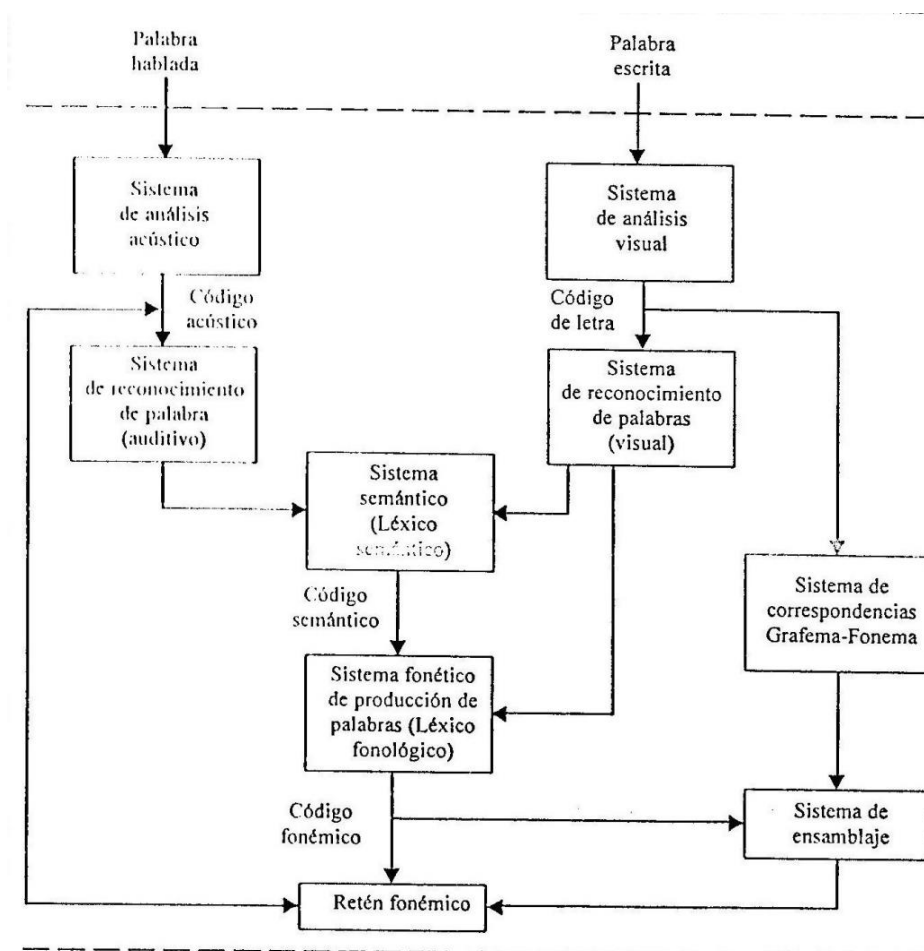 Palabra
hablada
Palabra
escrita
Sistema
de análisis
acústico
Sistema
de análisis
visual
Código
acústico
Código
de letra
Sistema
de reconocimiento
de palabra
(auditivo)
Sistema
de reconocimiento
de palabras
(visual)
Sistema
semántico
(Léxico
semántico)
Código
semántico
Sistema de
correspondencias
Grafema-Fonema
Sistema fonético
de producción de
palabras (Léxico
fonológico)
Código
fonémico
Sistema de
ensamblaje
Retén fonémico